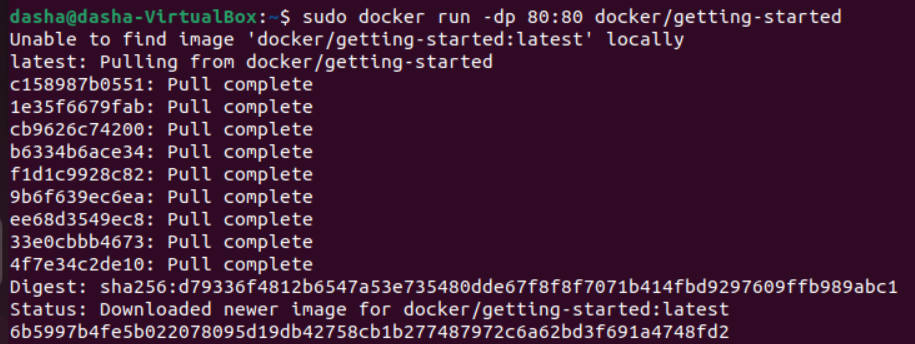 dasha@dasha-VirtualBox:~$ sudo docker run -dp 80:80 docker/getting-started
Unable to find image 'docker/getting-started:latest' locally
latest: Pulling from docker/getting-started
c158987b0551: Pull complete
1e35f6679fab: Pull complete
cb9626c74200: Pull complete
b6334b6ace34: Pull complete
f1d1c9928c82: Pull complete
9b6f639ec6ea: Pull complete
ee68d3549ec8: Pull complete
33e0cbbb4673: Pull complete
4f7e34c2de10: Pull complete
Digest: sha256:d79336f4812b6547a53e735480dde67f8f8f7071b414fbd9297609ffb989abc1
Status: Downloaded newer image for docker/getting-started:latest
6b5997b4fe5b022078095d19db42758cb1b277487972c6a62bd3f691a4748fd2